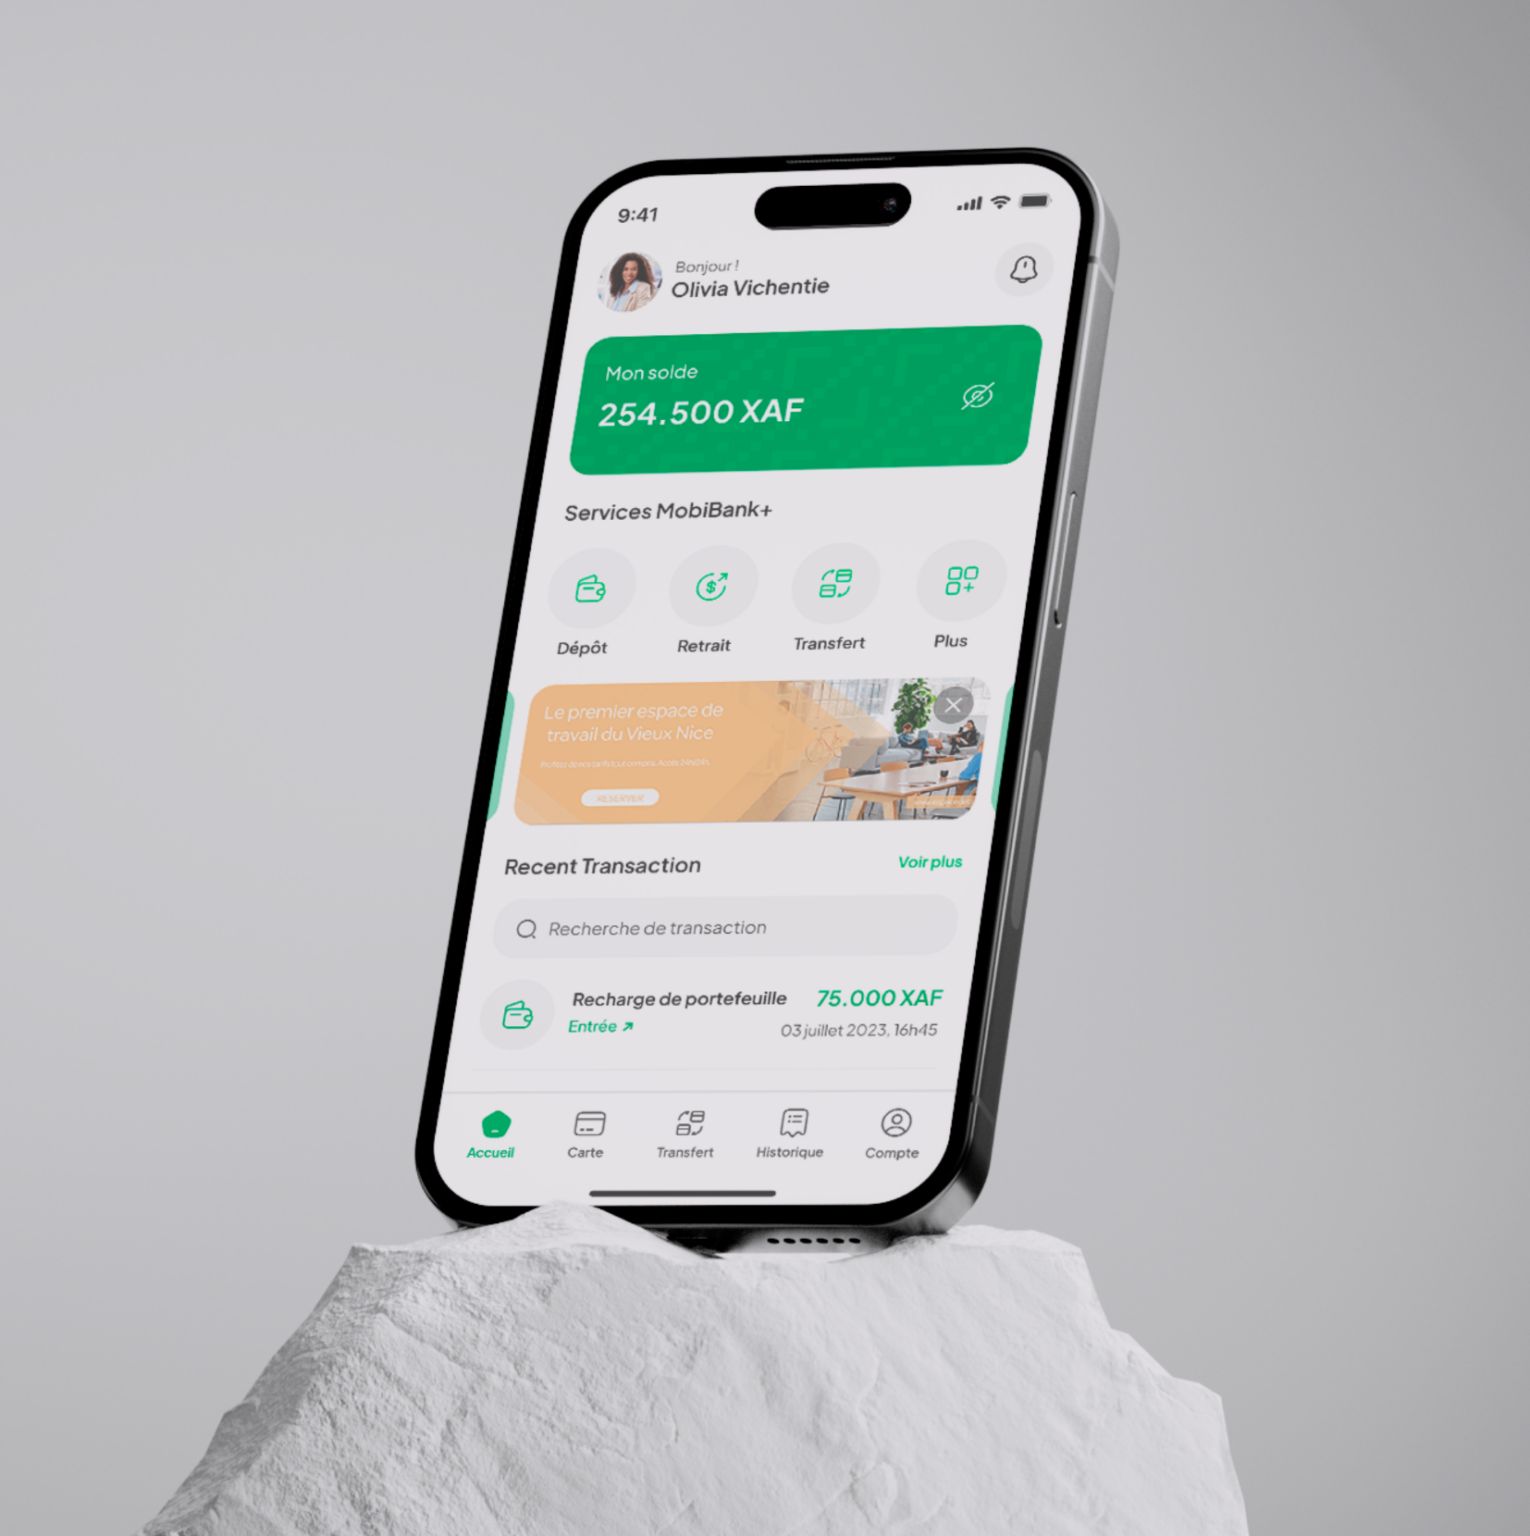 9:41
Bonjour !
Olivia Vichentie
Mon solde
254.500 XAF
Services MobiBank+
Dépôt
Retrait
Transfert
Plus
Le premier espace de
travail du Vieux Nice
RESERVER
Recent Transaction
Voir plus
Recherche de transaction
Recharge de portefeuille
75.000 XAF
Entrée
03 juillet 2023, 16h45
Accueil
Carte
Transfert
Historique
Compte